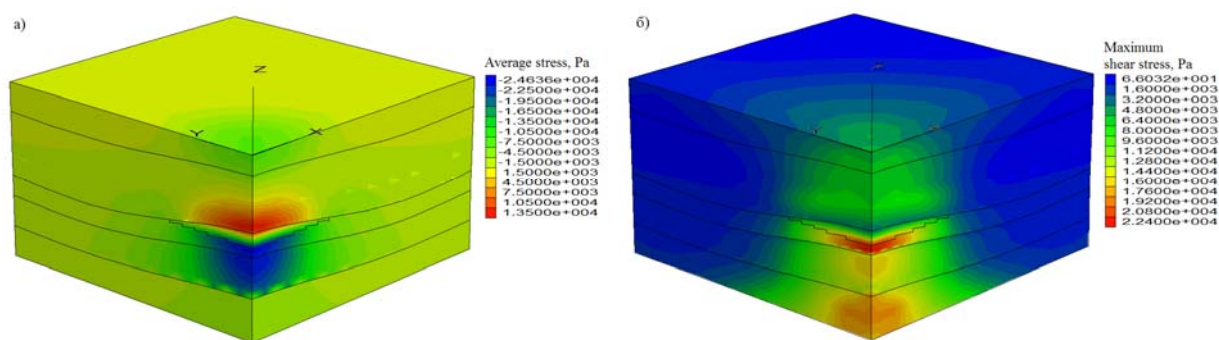 а)
Z
Y
X
Average stress, Pa
-2.4636e+004
-2.2500e+004
-1.9500e+004
-1.6500e+004
-1.3500e+004
-1.0500e+004
-7.5000e+003
-1.5000e+003
1.5000e+003
4.5000e+003
7.5000e+003
1.0500e+004
1.3500e+004
б)
Maximum
shear stress, Pa
6.6032e+001
1.6000e+003
3.2000e+003
4.8000e+003
6.4000e+003
8.0000e+003
9.6000e+003
1.1200e+004
1.2800e+004
1.4400e+004
1.6000e+004
1.7600e+004
1.9200e+004
2.0800e+004
2.2400e+004